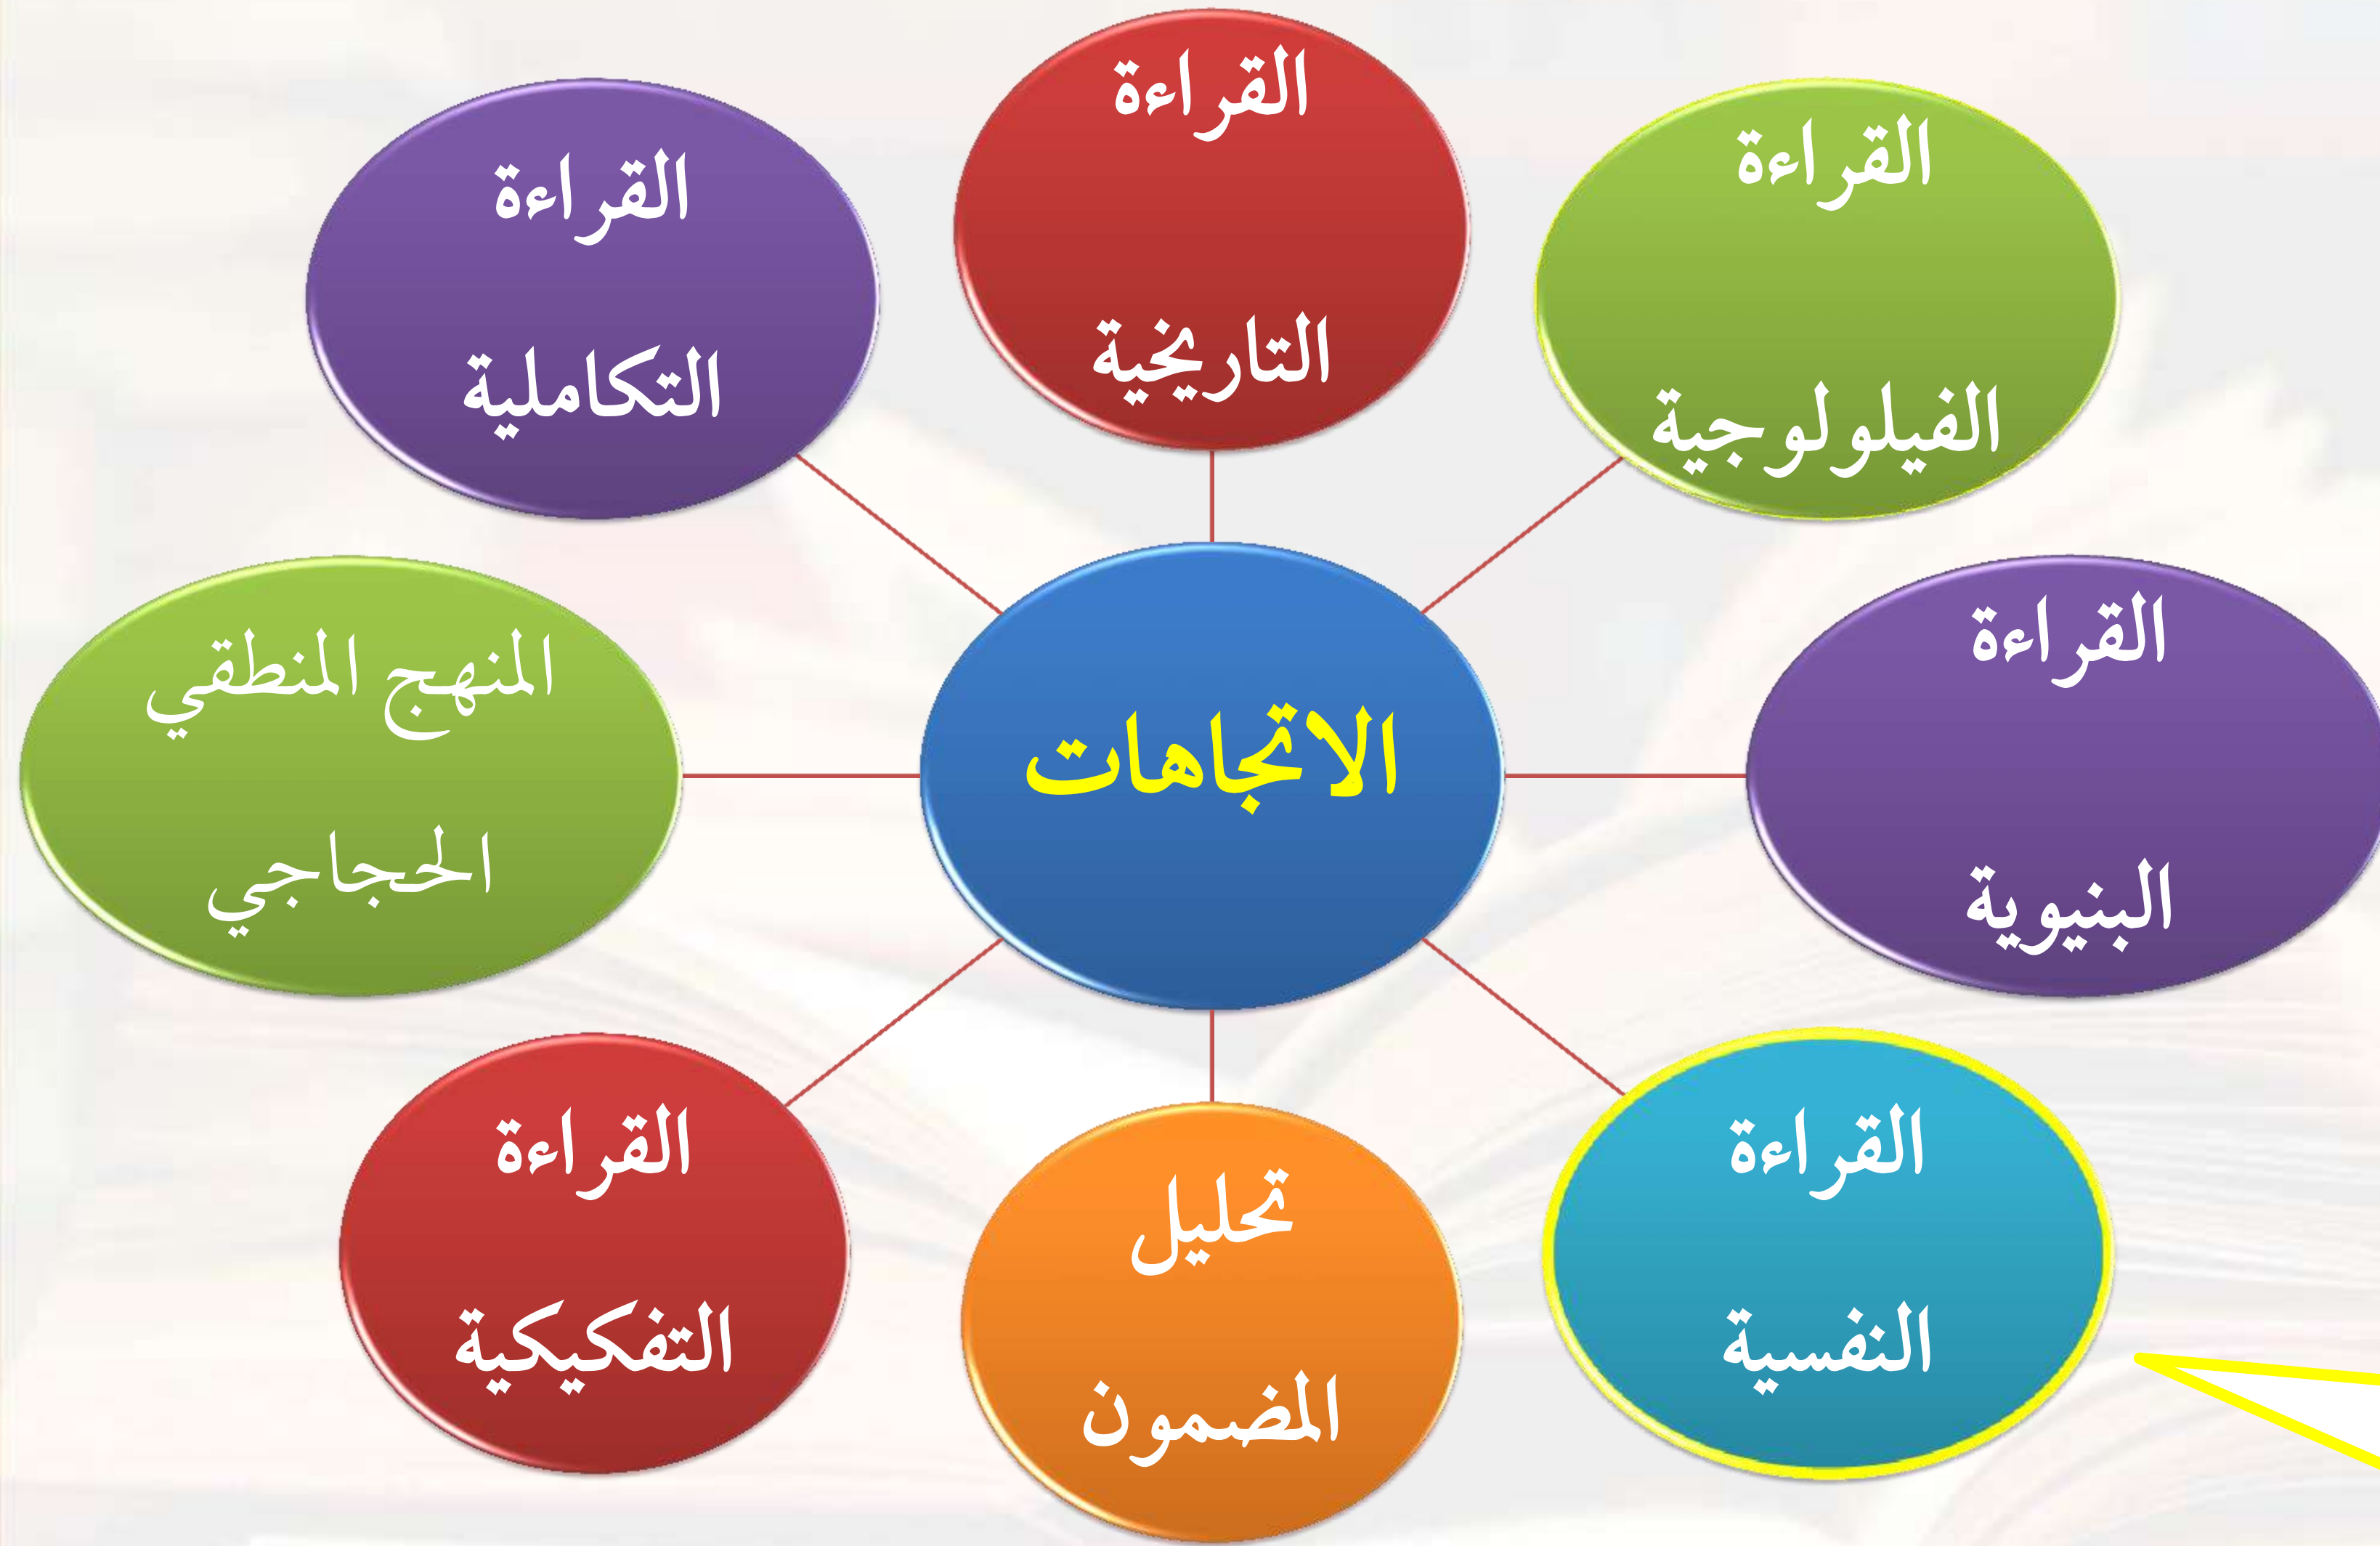 القراءة
التاريخية
القراءة
الفيلولوجية
القراءة
البنيوية
القراءة
النفسية
تحليل
المضمون
القراءة
التفكيكية
المنهج المنطقي
الحجاجي
القراءة
التكاملية
الاتجاهات